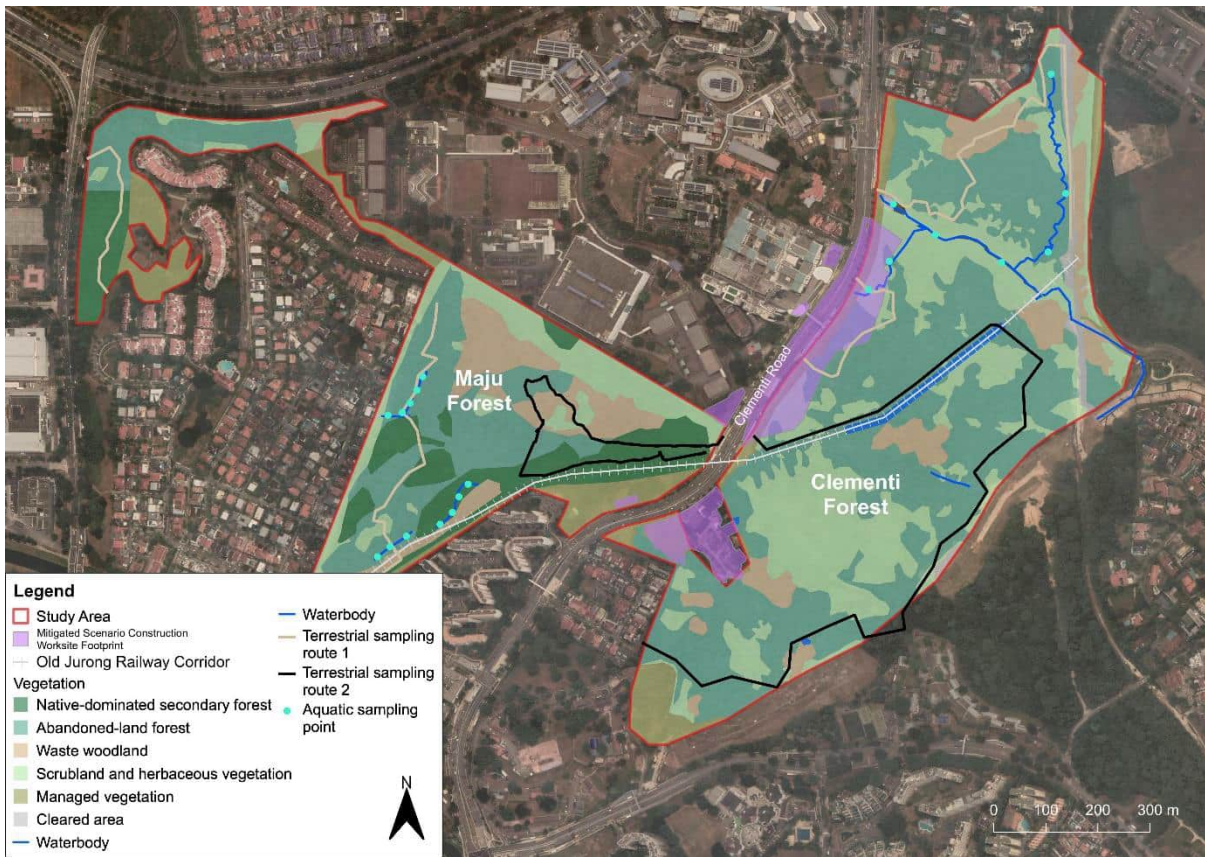 Maju
Forest
Clementi Road
Clementi
Forest
Legend
Study Area
Mitigated Scenario Construction
Worksite Footprint
Old Jurong Railway Corridor
Vegetation
Native-dominated secondary forest
Abandoned-land forest
Waste woodland
Scrubland and herbaceous vegetation
Managed vegetation
Cleared area
Waterbody
Waterbody
Terrestrial sampling
route 1
Terrestrial sampling
route 2
Aquatic sampling
point
N
0 100 200 300 m